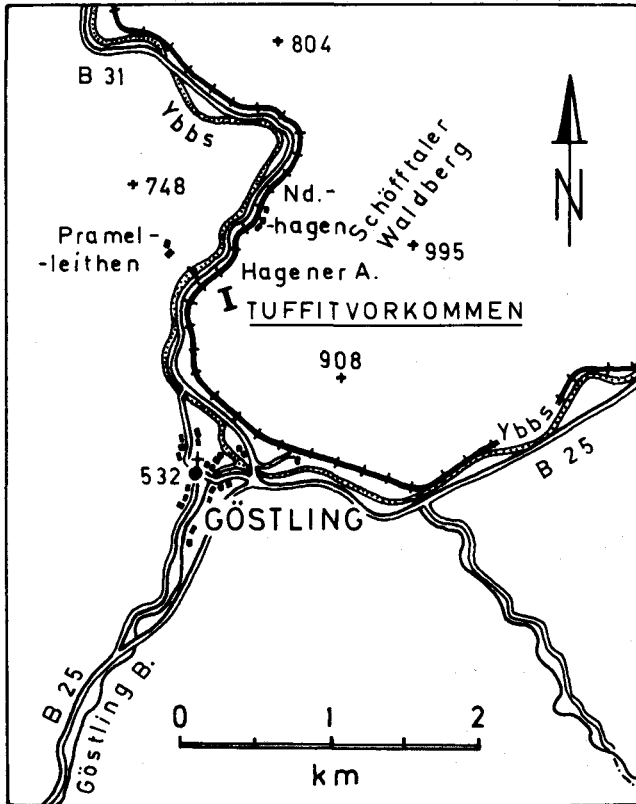 804
B 31
Ybbs
N
748
Nd.-
-hagen
Schöfftaler
Waldberg
Pramel-
-leithen
995
Hagener A.
TUFFITVORKOMMEN
908
Ybbs
B 25
532
GÖSTLING
B 25
Göstling B.
0 1 2
km